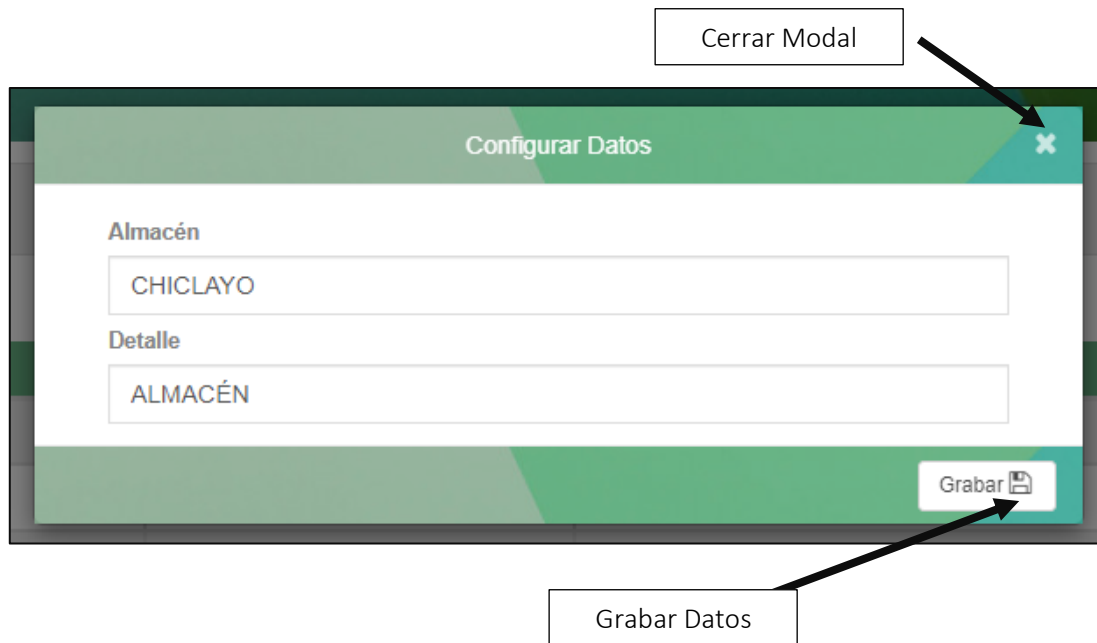 Cerrar Modal
Configurar Datos
Almacén
CHICLAYO
Detalle
ALMACÉN
Grabar
Grabar Datos